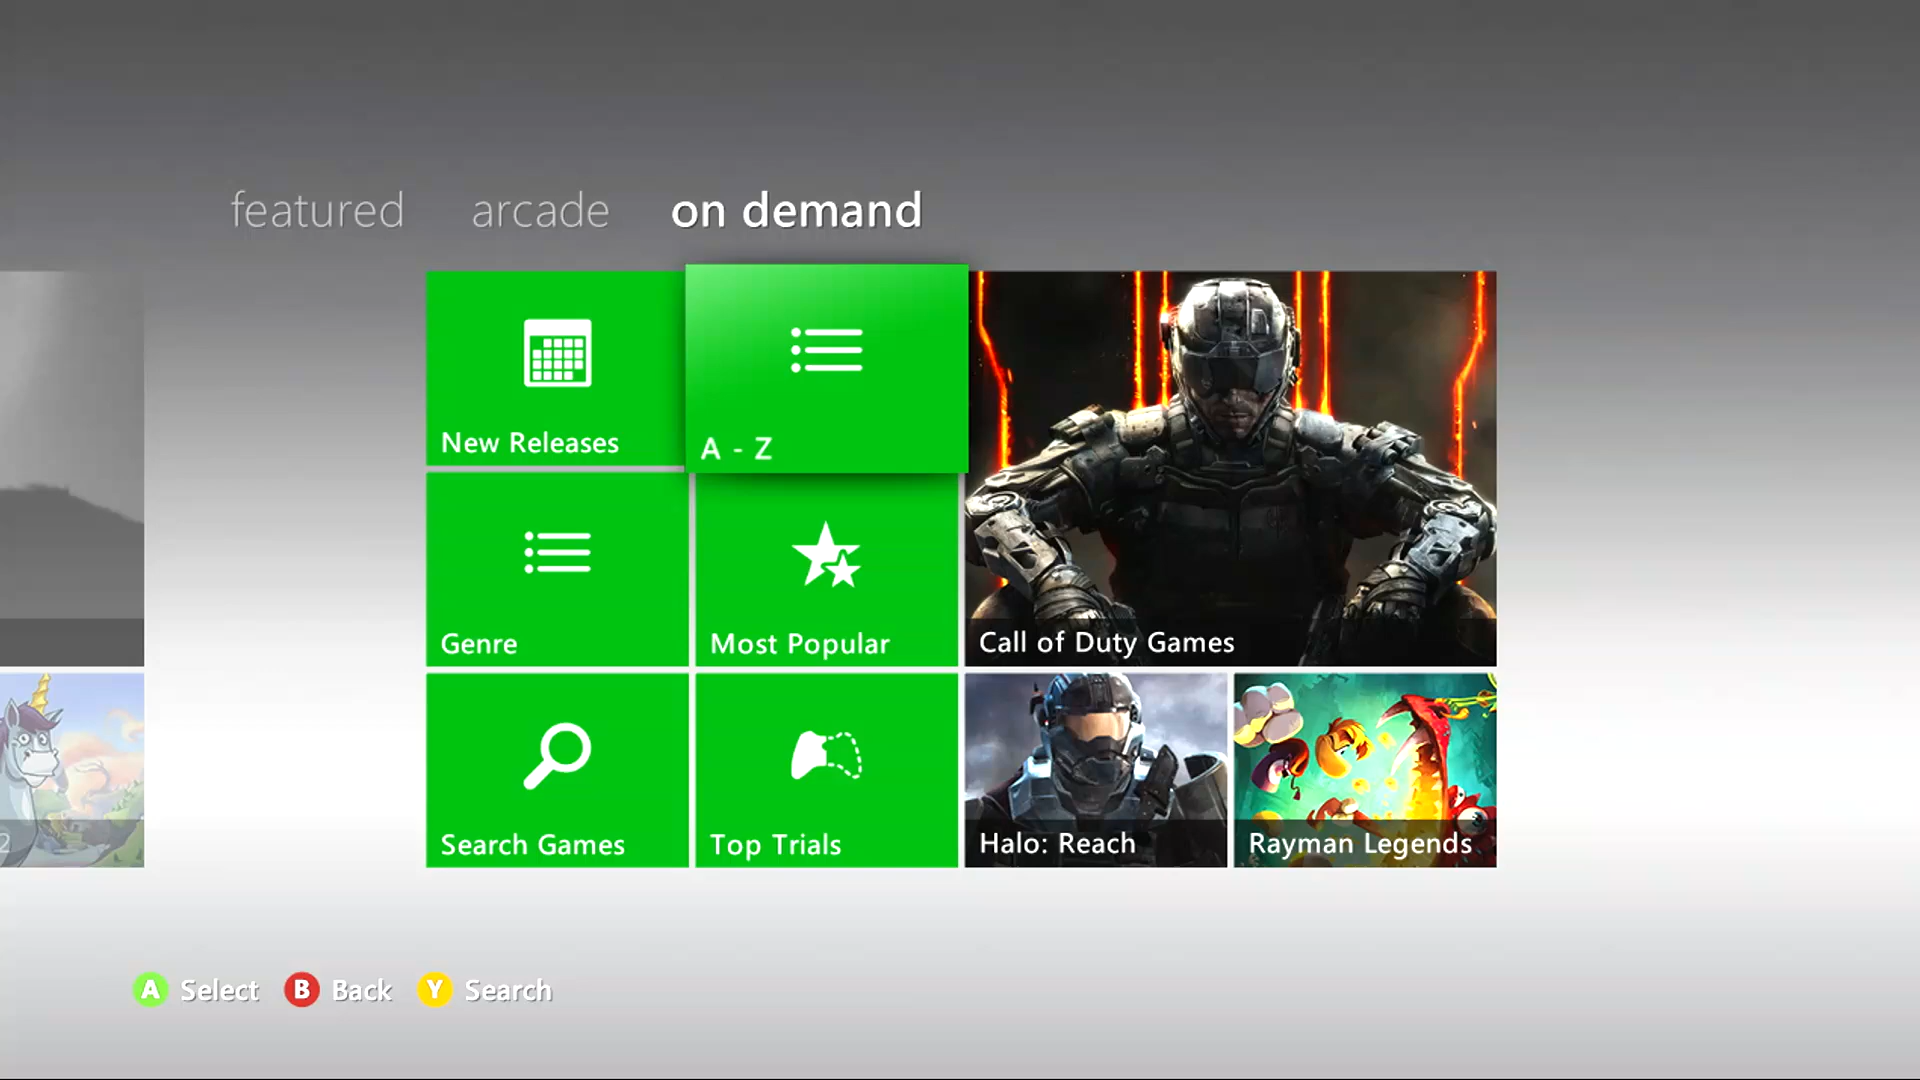 featured arcade on demand
New Releases
A - Z
Genre
Most Popular
Call of Duty Games
2
Search Games
Top Trials
Halo: Reach
Rayman Legends
A Select B Back Y Search